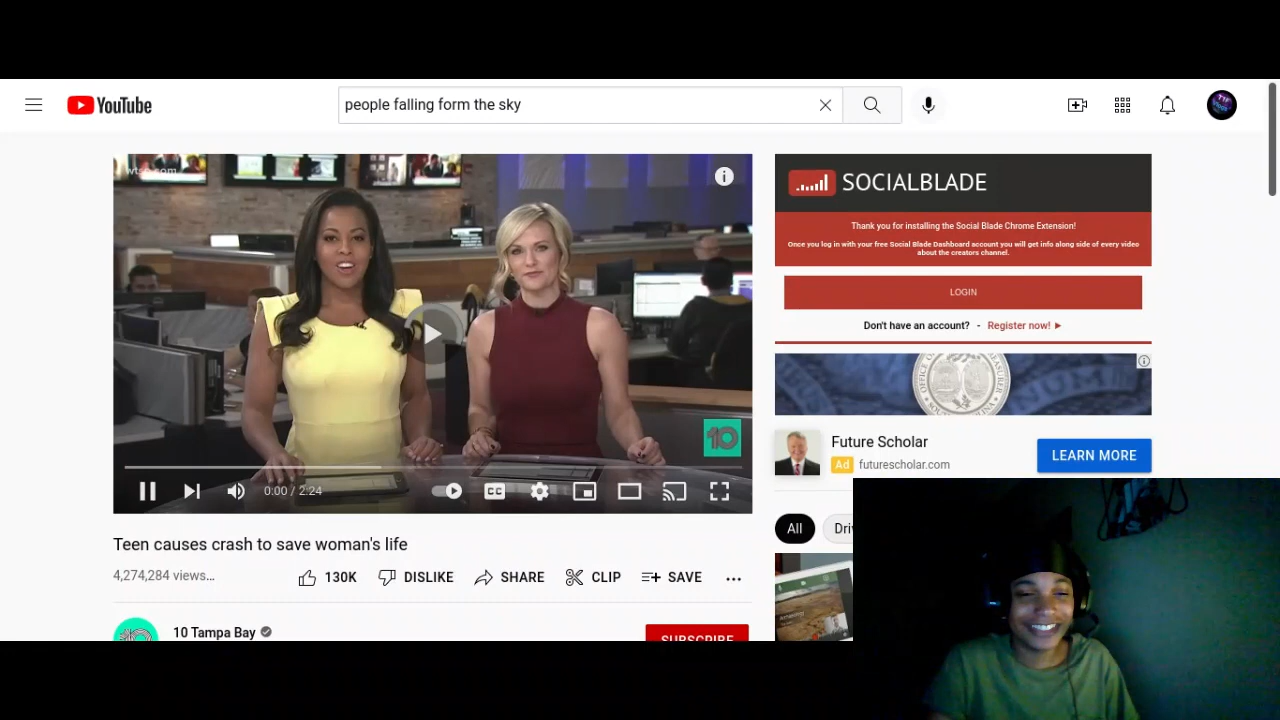 YouTube
people falling form the sky
wtsp.com
10
0:00 / 2:24
CC
Teen causes crash to save woman's life
4,274,284 views...
130K
DISLIKE
SHARE
CLIP
SAVE
10 Tampa Bay
SUBSCRIBE
SOCIALBLADE
Thank you for installing the Social Blade Chrome Extension!
Once you log in with your free Social Blade Dashboard account you will get info along side of every video
about the creators channel.
LOGIN
Don't have an account? - Register now!
Future Scholar
Ad futurescholar.com
LEARN MORE
All